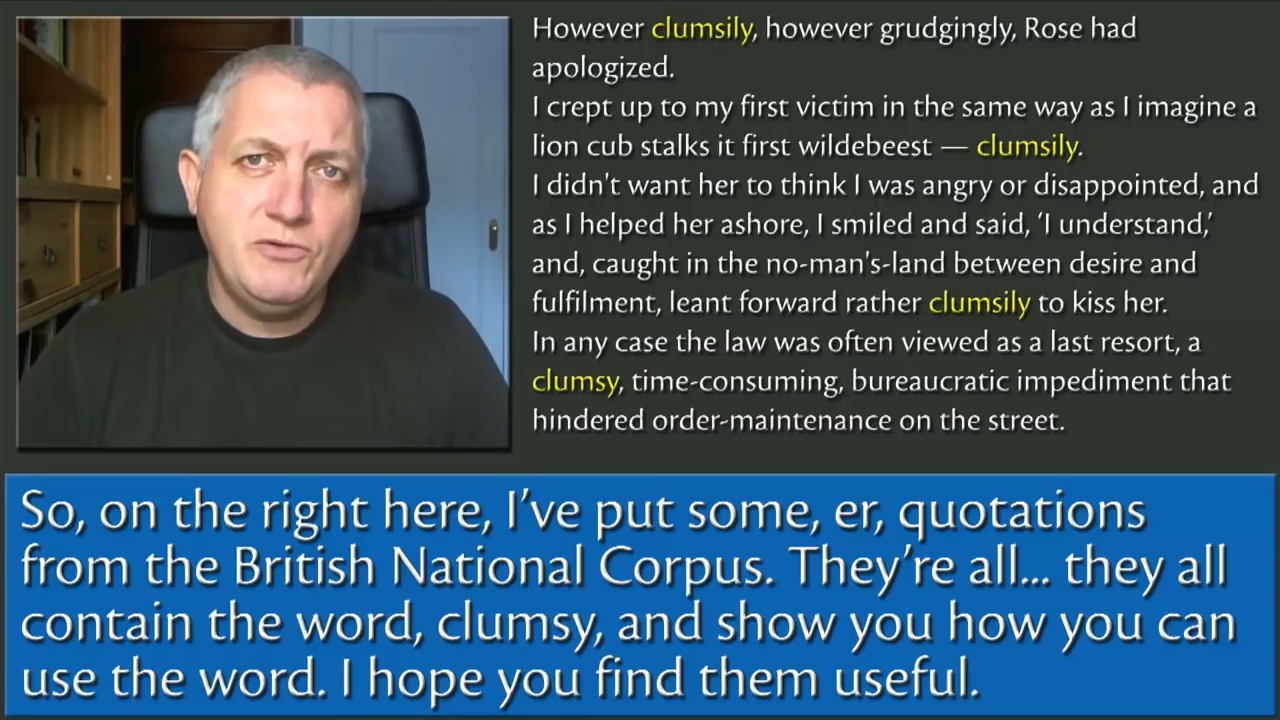 However clumsily, however grudgingly, Rose had
apologized.
I crept up to my first victim in the same way as I imagine a
lion cub stalks it first wildebeest — clumsily.
I didn't want her to think I was angry or disappointed, and
as I helped her ashore, I smiled and said, ‘I understand,’
and, caught in the no-man's-land between desire and
fulfilment, leant forward rather clumsily to kiss her.
In any case the law was often viewed as a last resort, a
clumsy, time-consuming, bureaucratic impediment that
hindered order-maintenance on the street.
So, on the right here, I’ve put some, er, quotations
from the British National Corpus. They’re all... they all
contain the word, clumsy, and show you how you can
use the word. I hope you find them useful.